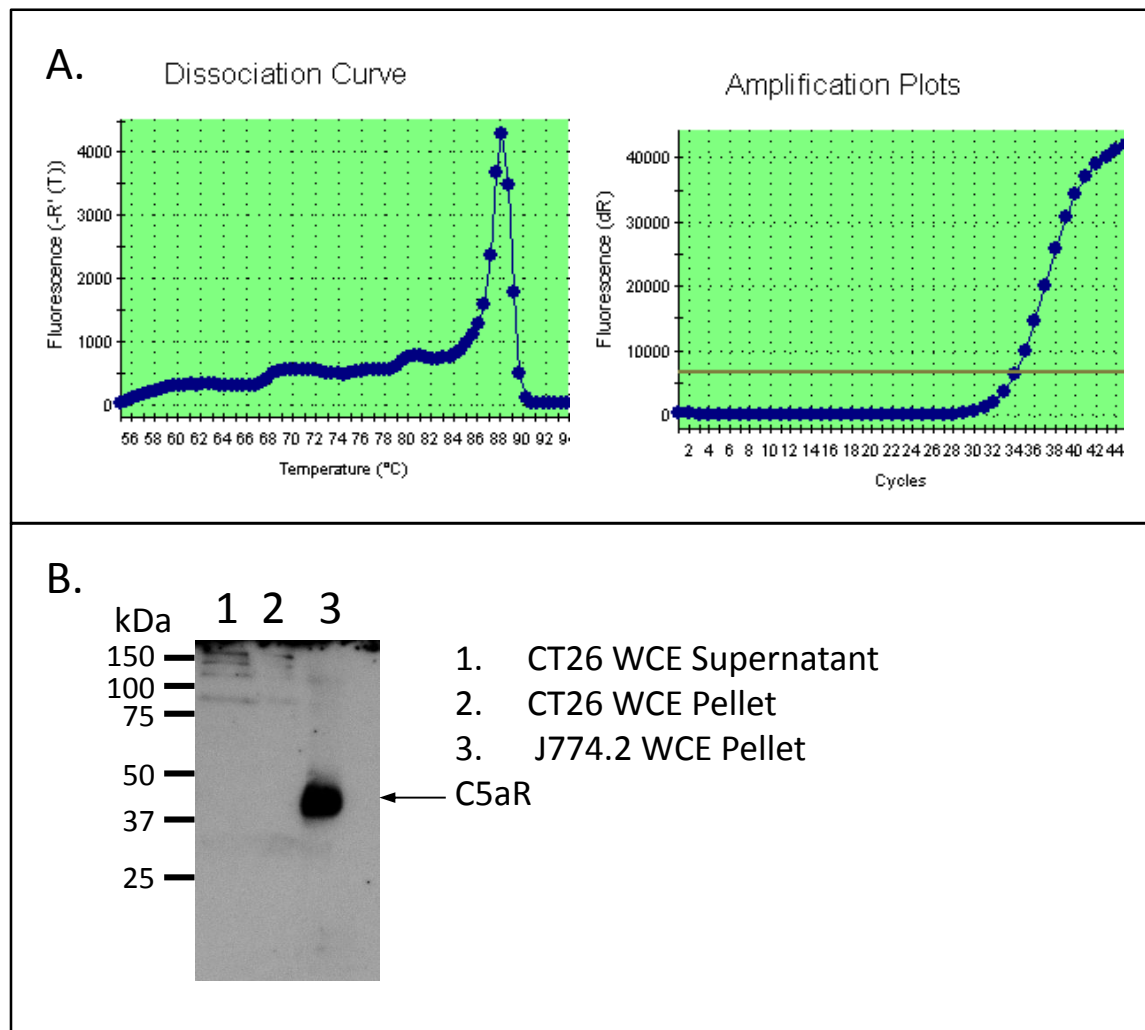 A.
Dissociation Curve
Fluorescence (-R' (T))
4000
3000
2000
1000
0
56 58 60 62 64 66 68 70 72 74 76 78 80 82 84 86 88 90 92 94
Temperature (°C)
Amplification Plots
Fluorescence (dR)
40000
30000
20000
10000
0
2 4 6 8 10 12 14 16 18 20 22 24 26 28 30 32 34 36 38 40 42 44
Cycles
B.
kDa
1 2 3
150
100
75
50
37
25
1. CT26 WCE Supernatant
2. CT26 WCE Pellet
3. J774.2 WCE Pellet
C5aR